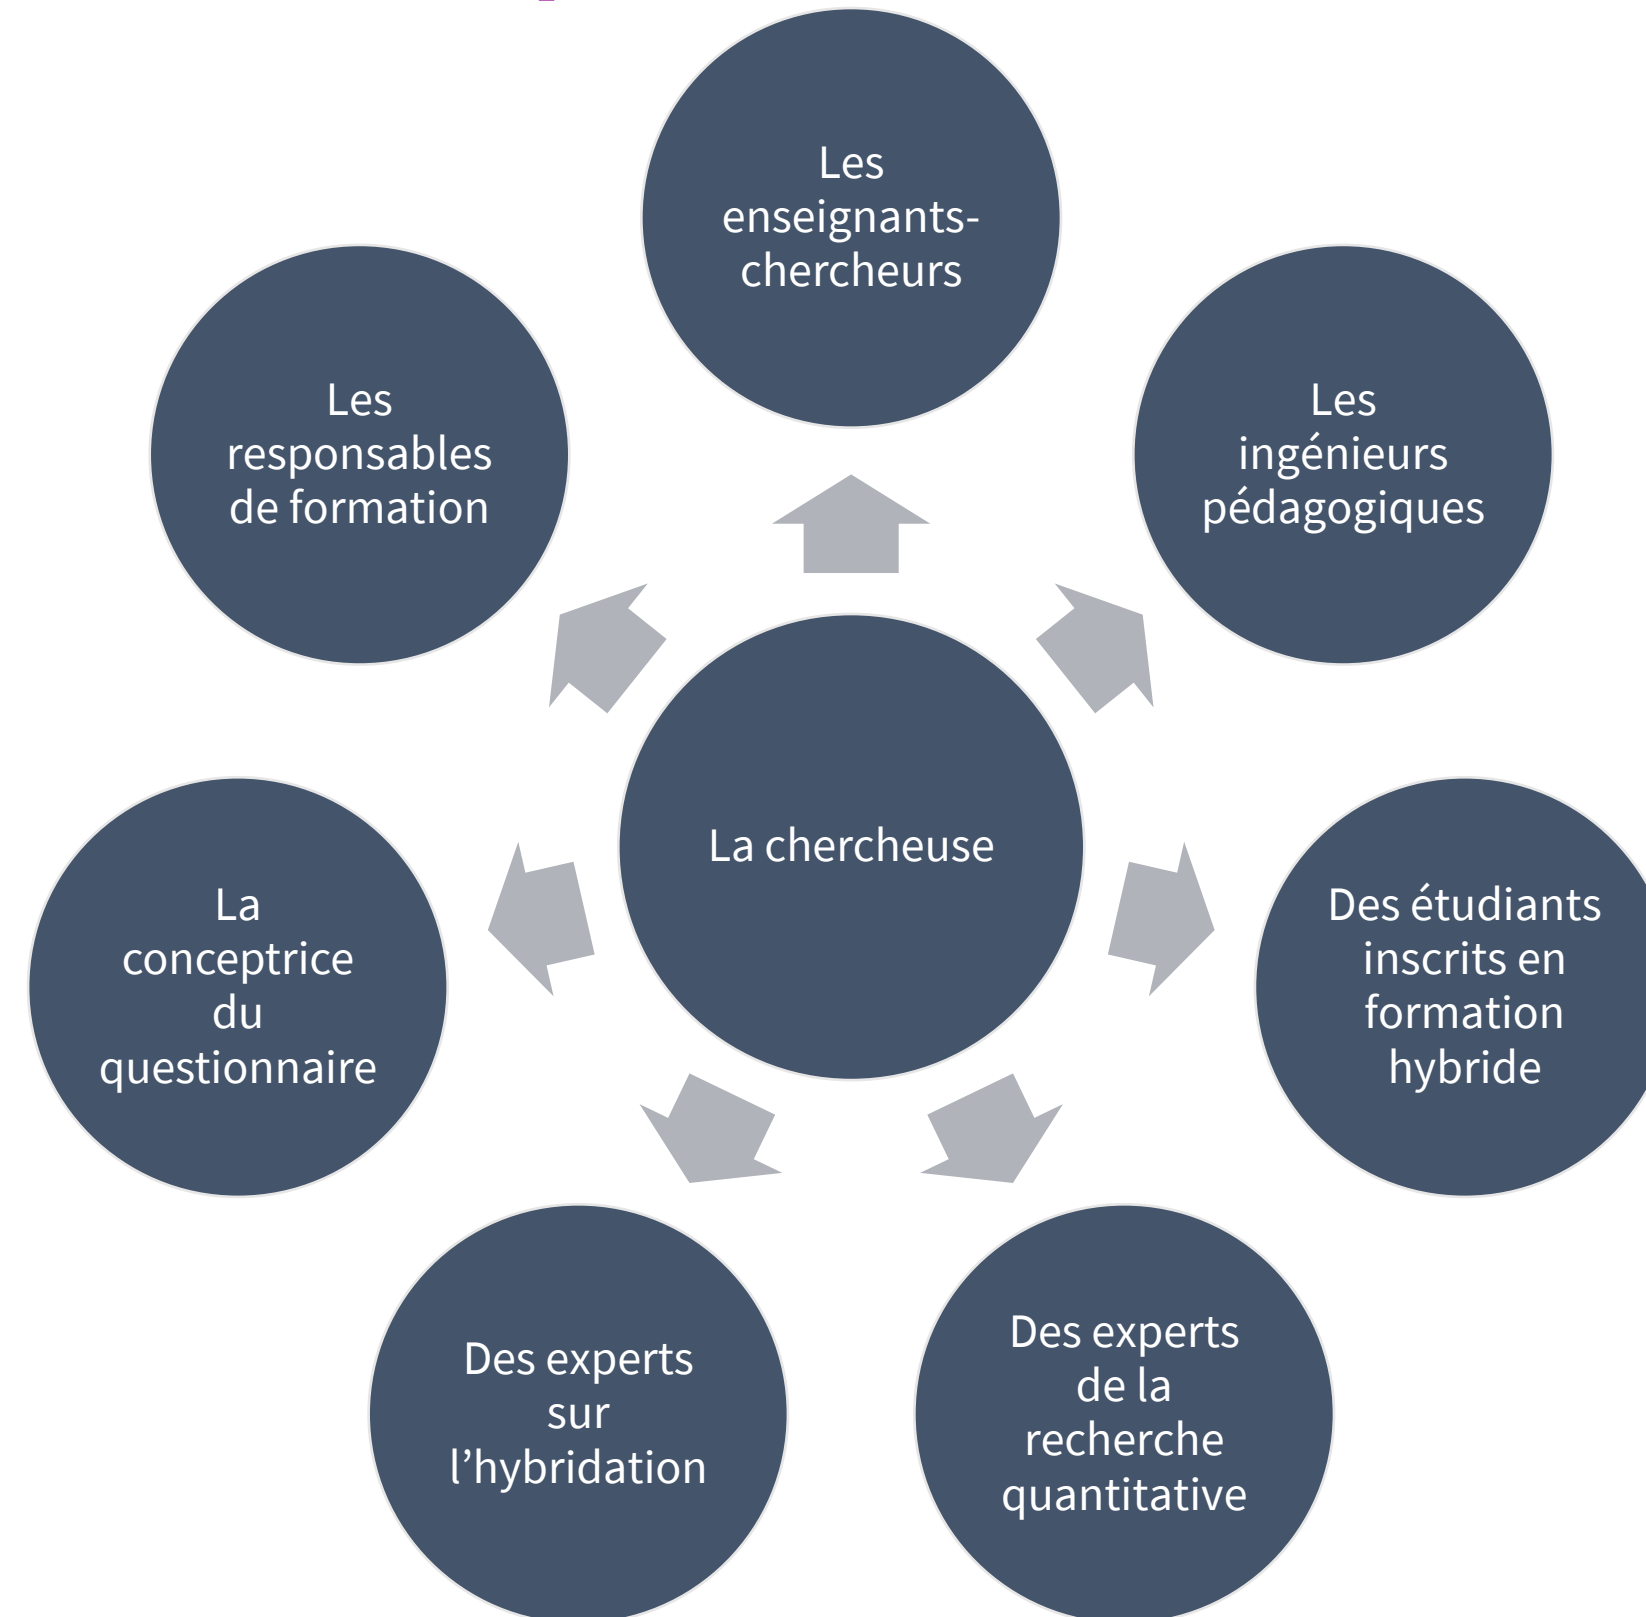 Les
enseignants-
chercheurs
Les
ingénieurs
pédagogiques
Des étudiants
inscrits en
formation
hybride
Des experts
de la
recherche
quantitative
Des experts
sur
l’hybridation
La
conceptrice
du
questionnaire
Les
responsables
de formation
La chercheuse